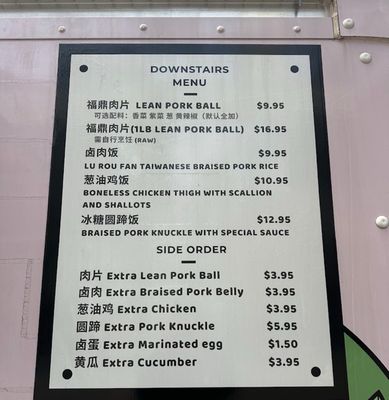 DOWNSTAIRS
MENU
福鼎肉片 LEAN PORK BALL $9.95
可选配料：香菜 紫菜 葱 黄辣椒（默认全加）
福鼎肉片(1LB LEAN PORK BALL) $16.95
需自行烹饪 (RAW)
卤肉饭 $9.95
LU ROU FAN TAIWANESE BRAISED PORK RICE
葱油鸡饭 $10.95
BONELESS CHICKEN THIGH WITH SCALLION
AND SHALLOTS
冰糖圆蹄饭 $12.95
BRAISED PORK KNUCKLE WITH SPECIAL SAUCE
SIDE ORDER
肉片 Extra Lean Pork Ball $3.95
卤肉 Extra Braised Pork Belly $3.95
葱油鸡 Extra Chicken $3.95
圆蹄 Extra Pork Knuckle $5.95
卤蛋 Extra Marinated egg $1.50
黄瓜 Extra Cucumber $3.95